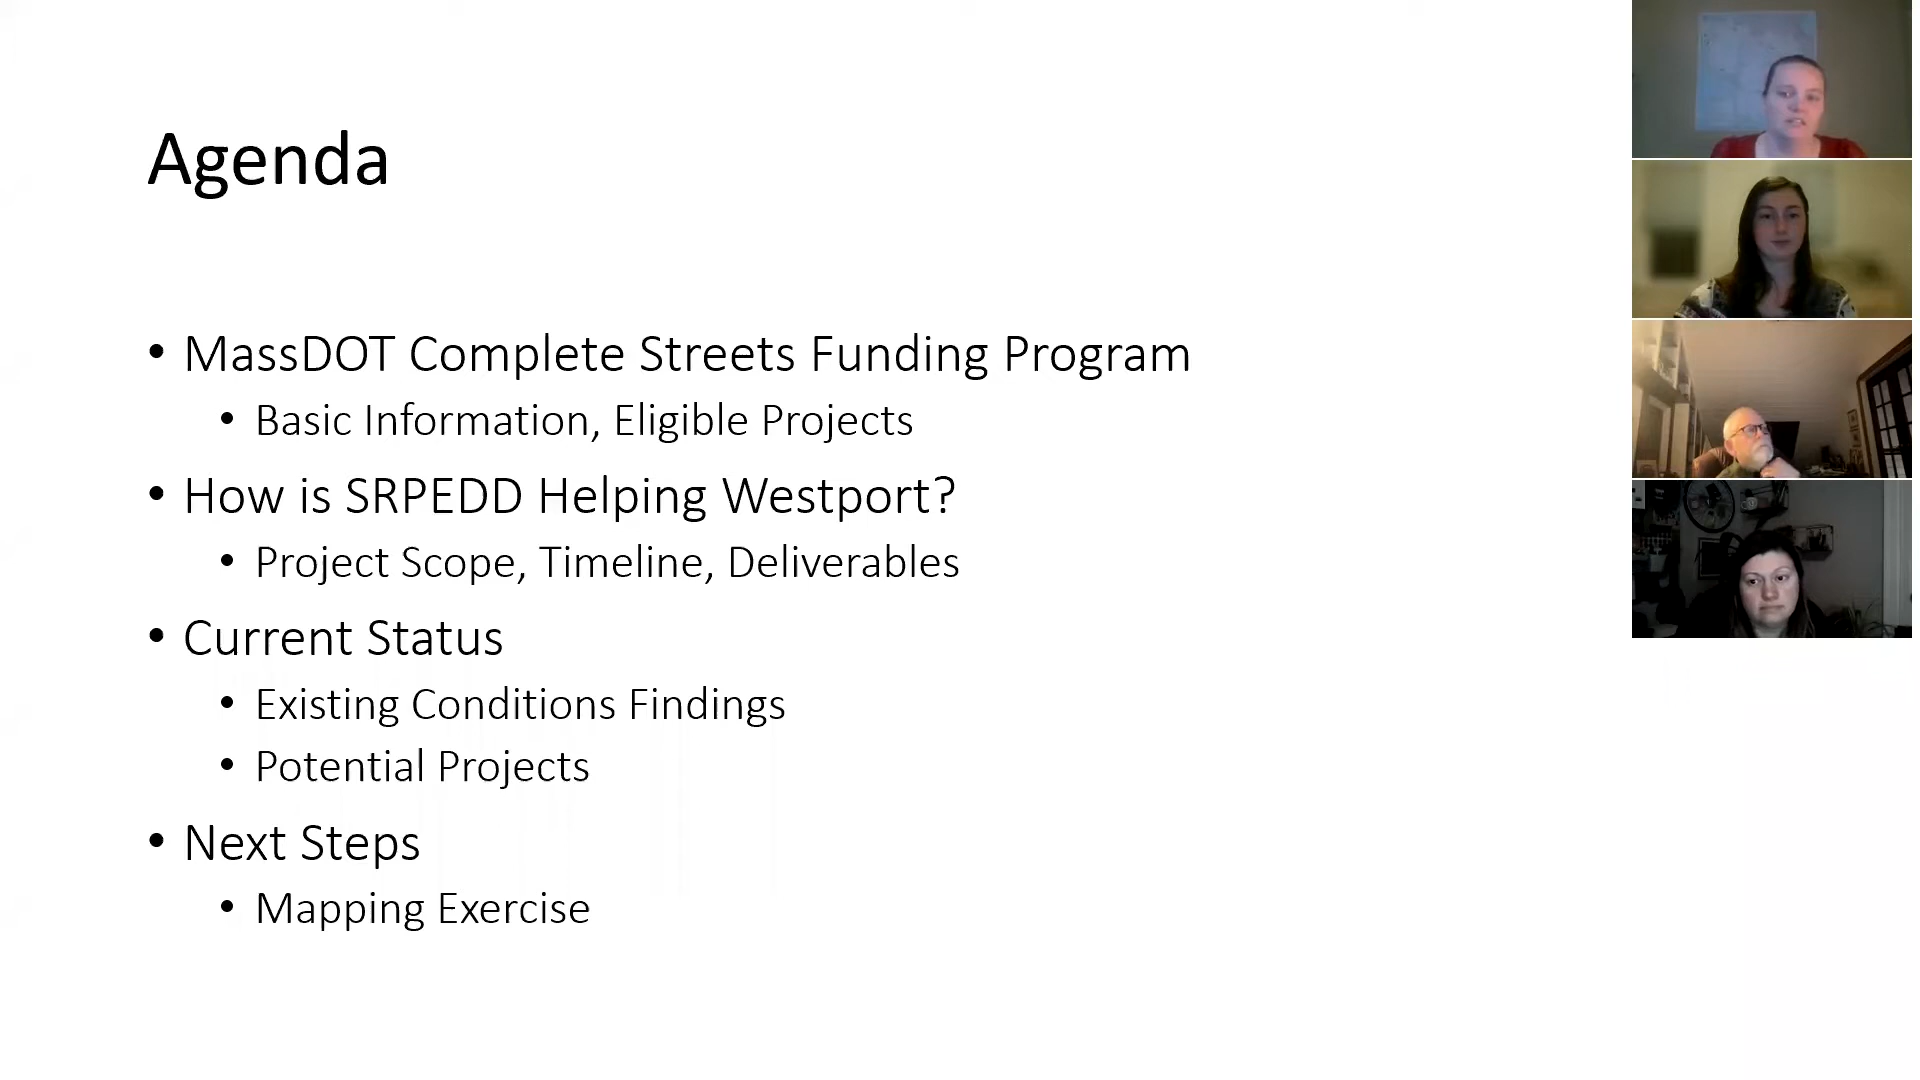 Agenda
• MassDOT Complete Streets Funding Program
• Basic Information, Eligible Projects
• How is SRPEDD Helping Westport?
• Project Scope, Timeline, Deliverables
• Current Status
• Existing Conditions Findings
• Potential Projects
• Next Steps
• Mapping Exercise